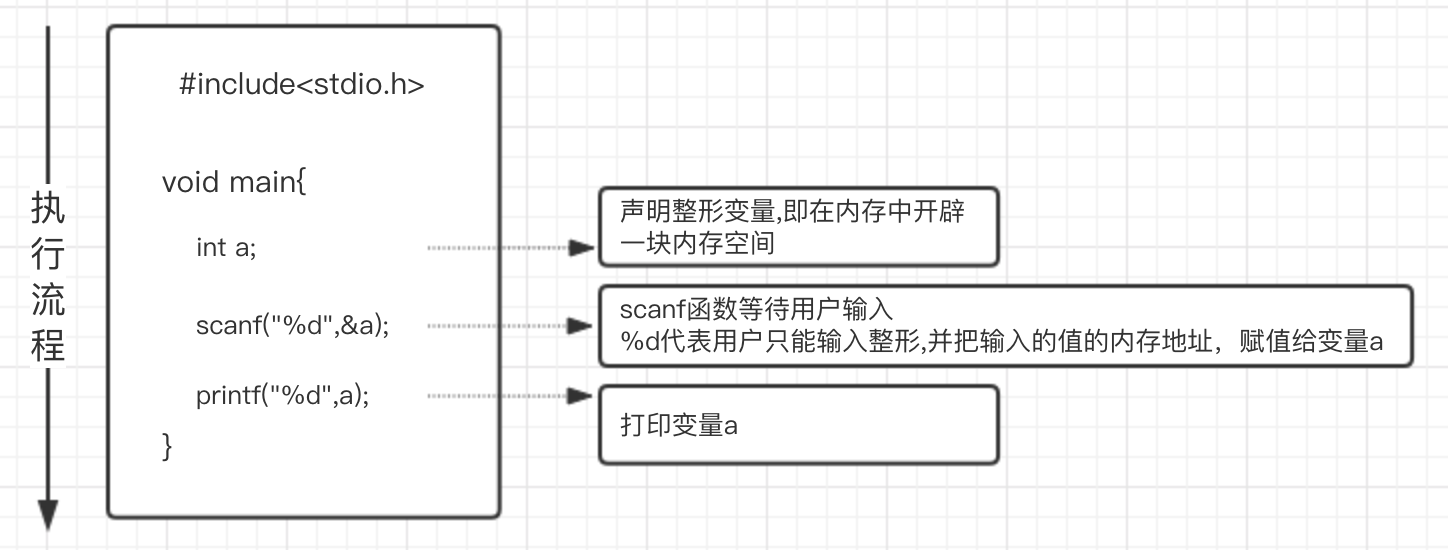 执
行
流
程
#include<stdio.h>
void main{
int a;
scanf("%d",&a);
printf("%d",a);
}
声明整形变量,即在内存中开辟
一块内存空间
scanf函数等待用户输入
%d代表用户只能输入整形,并把输入的值的内存地址，赋值给变量a
打印变量a